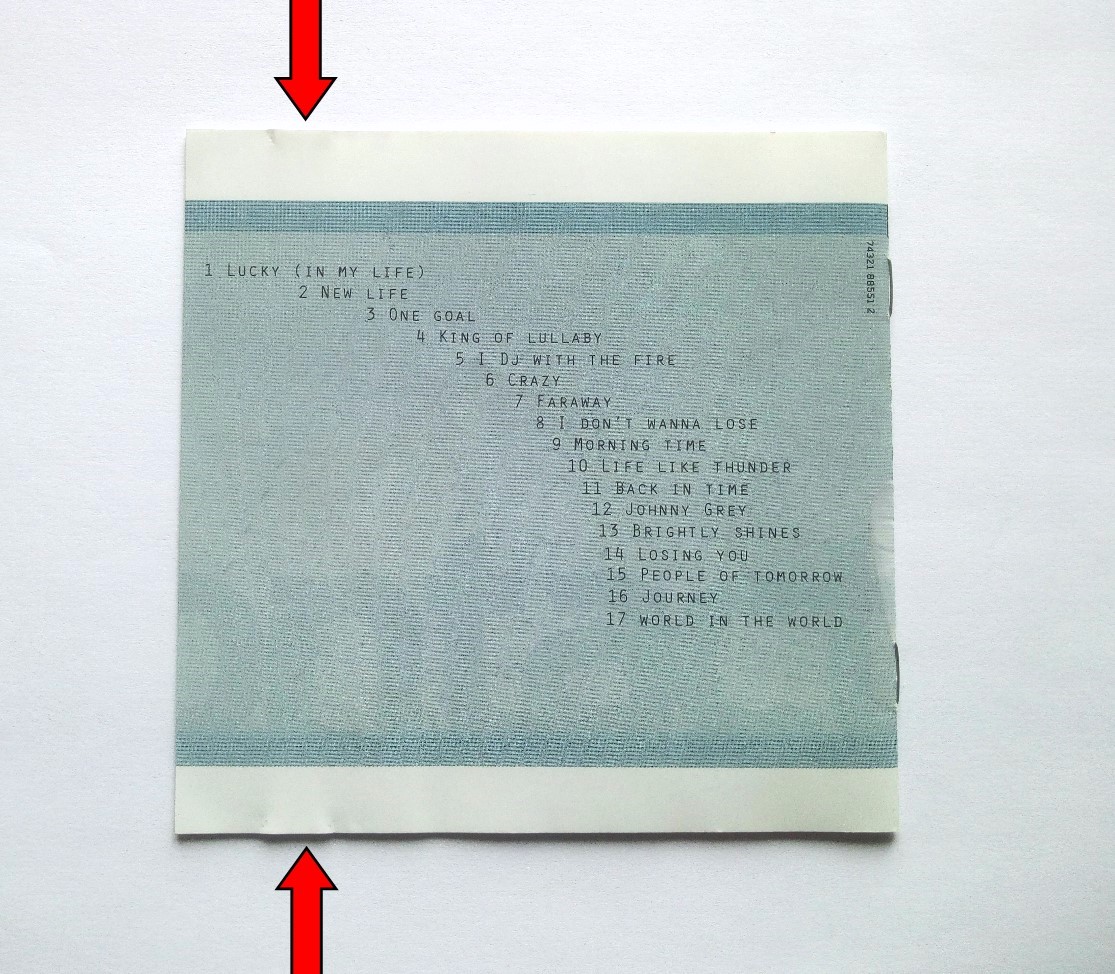 1 LUCKY (IN MY LIFE)
2 NEW LIFE
3 ONE GOAL
4 KING OF LULLABY
5 I DJ WITH THE FIRE
6 CRAZY
7 FARAWAY
8 I DON'T WANNA LOSE
9 MORNING TIME
10 LIFE LIKE THUNDER
11 BACK IN TIME
12 JOHNNY GREY
13 BRIGHTLY SHINES
14 LOSING YOU
15 PEOPLE OF TOMORROW
16 JOURNEY
17 WORLD IN THE WORLD
74321 88551 2